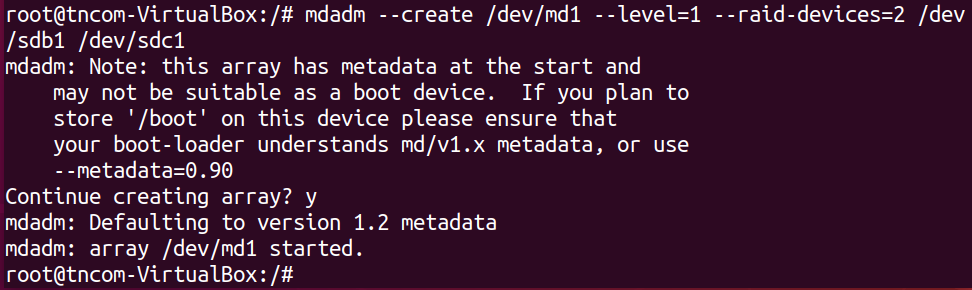 root@tncom-VirtualBox:/# mdadm --create /dev/md1 --level=1 --raid-devices=2 /dev
/sdb1 /dev/sdc1
mdadm: Note: this array has metadata at the start and
    may not be suitable as a boot device.  If you plan to
    store '/boot' on this device please ensure that
    your boot-loader understands md/v1.x metadata, or use
    --metadata=0.90
Continue creating array? y
mdadm: Defaulting to version 1.2 metadata
mdadm: array /dev/md1 started.
root@tncom-VirtualBox:/#